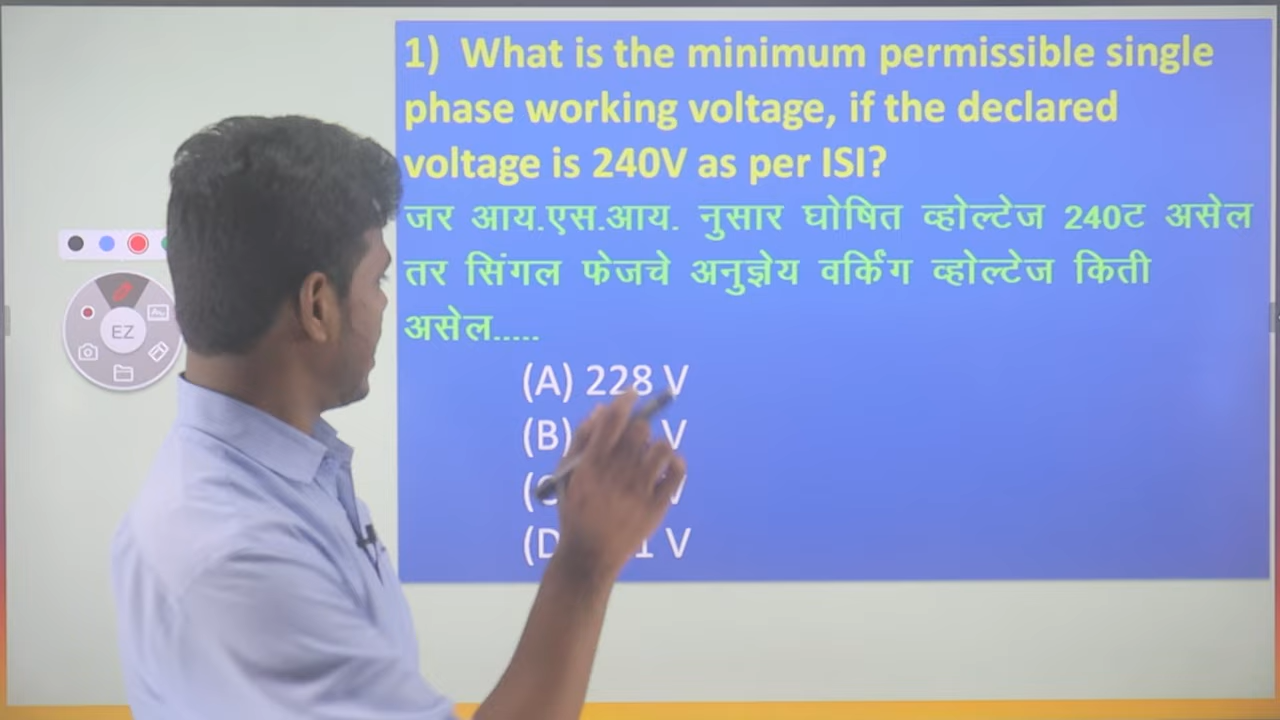 1) What is the minimum permissible single
phase working voltage, if the declared
voltage is 240V as per ISI?
जर आय.एस.आय. नुसार घोषित व्होल्टेज 240ट असेल
तर सिंगल फेजचे अनुज्ञेय वर्किंग व्होल्टेज किती
असेल.....
(A) 228 V
(B) V
V
V
EZ